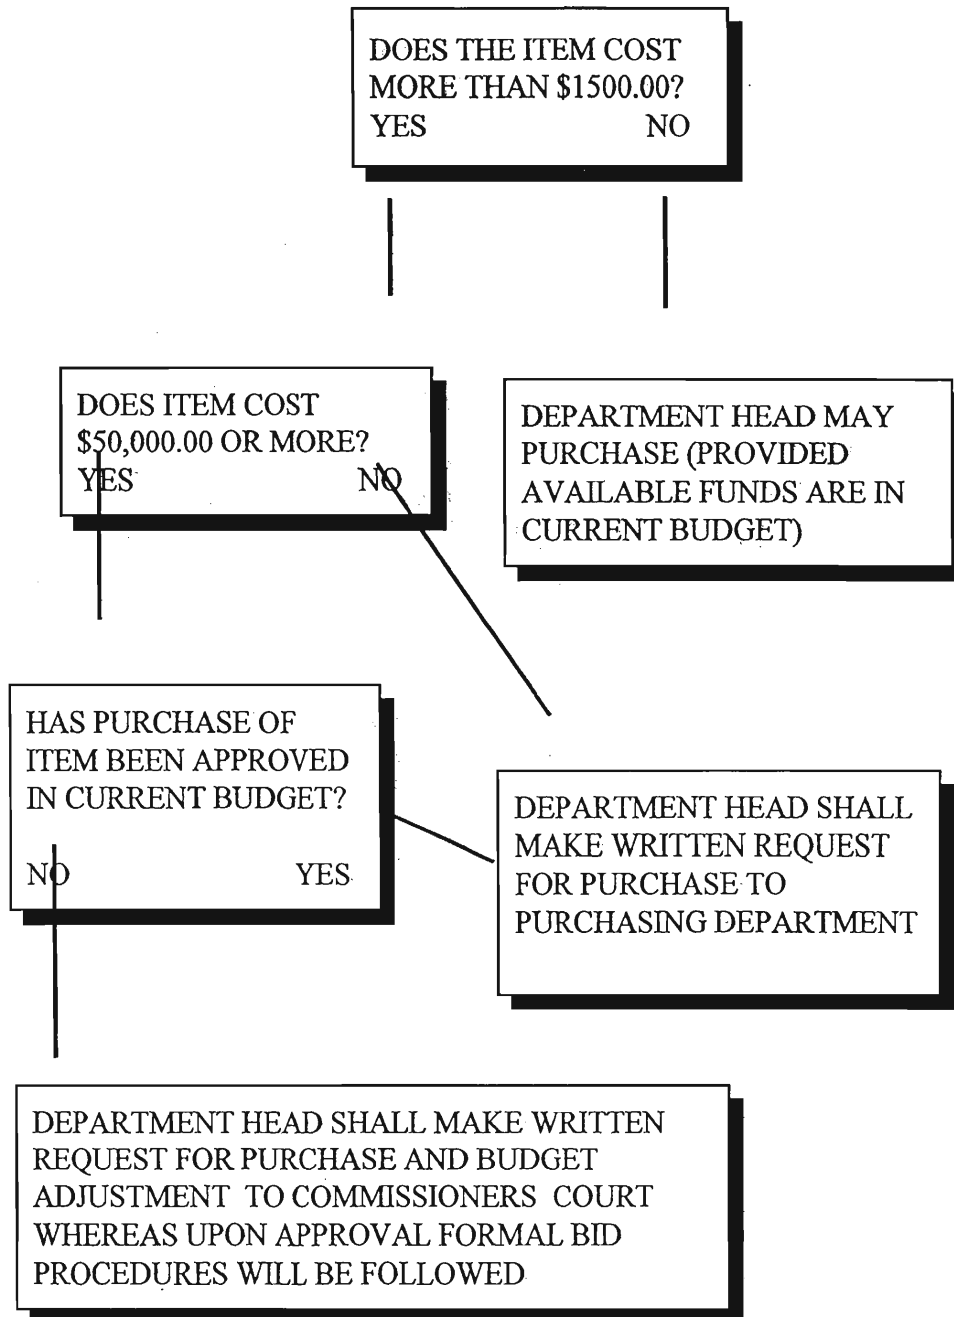 DOES THE ITEM COST
MORE THAN $1500.00?
YES NO
DOES ITEM COST
$50,000.00 OR MORE?
YES NO
DEPARTMENT HEAD MAY
PURCHASE (PROVIDED
AVAILABLE FUNDS ARE IN
CURRENT BUDGET)
HAS PURCHASE OF
ITEM BEEN APPROVED
IN CURRENT BUDGET?
NO YES
DEPARTMENT HEAD SHALL
MAKE WRITTEN REQUEST
FOR PURCHASE TO
PURCHASING DEPARTMENT
DEPARTMENT HEAD SHALL MAKE WRITTEN
REQUEST FOR PURCHASE AND BUDGET
ADJUSTMENT TO COMMISSIONERS COURT
WHEREAS UPON APPROVAL FORMAL BID
PROCEDURES WILL BE FOLLOWED